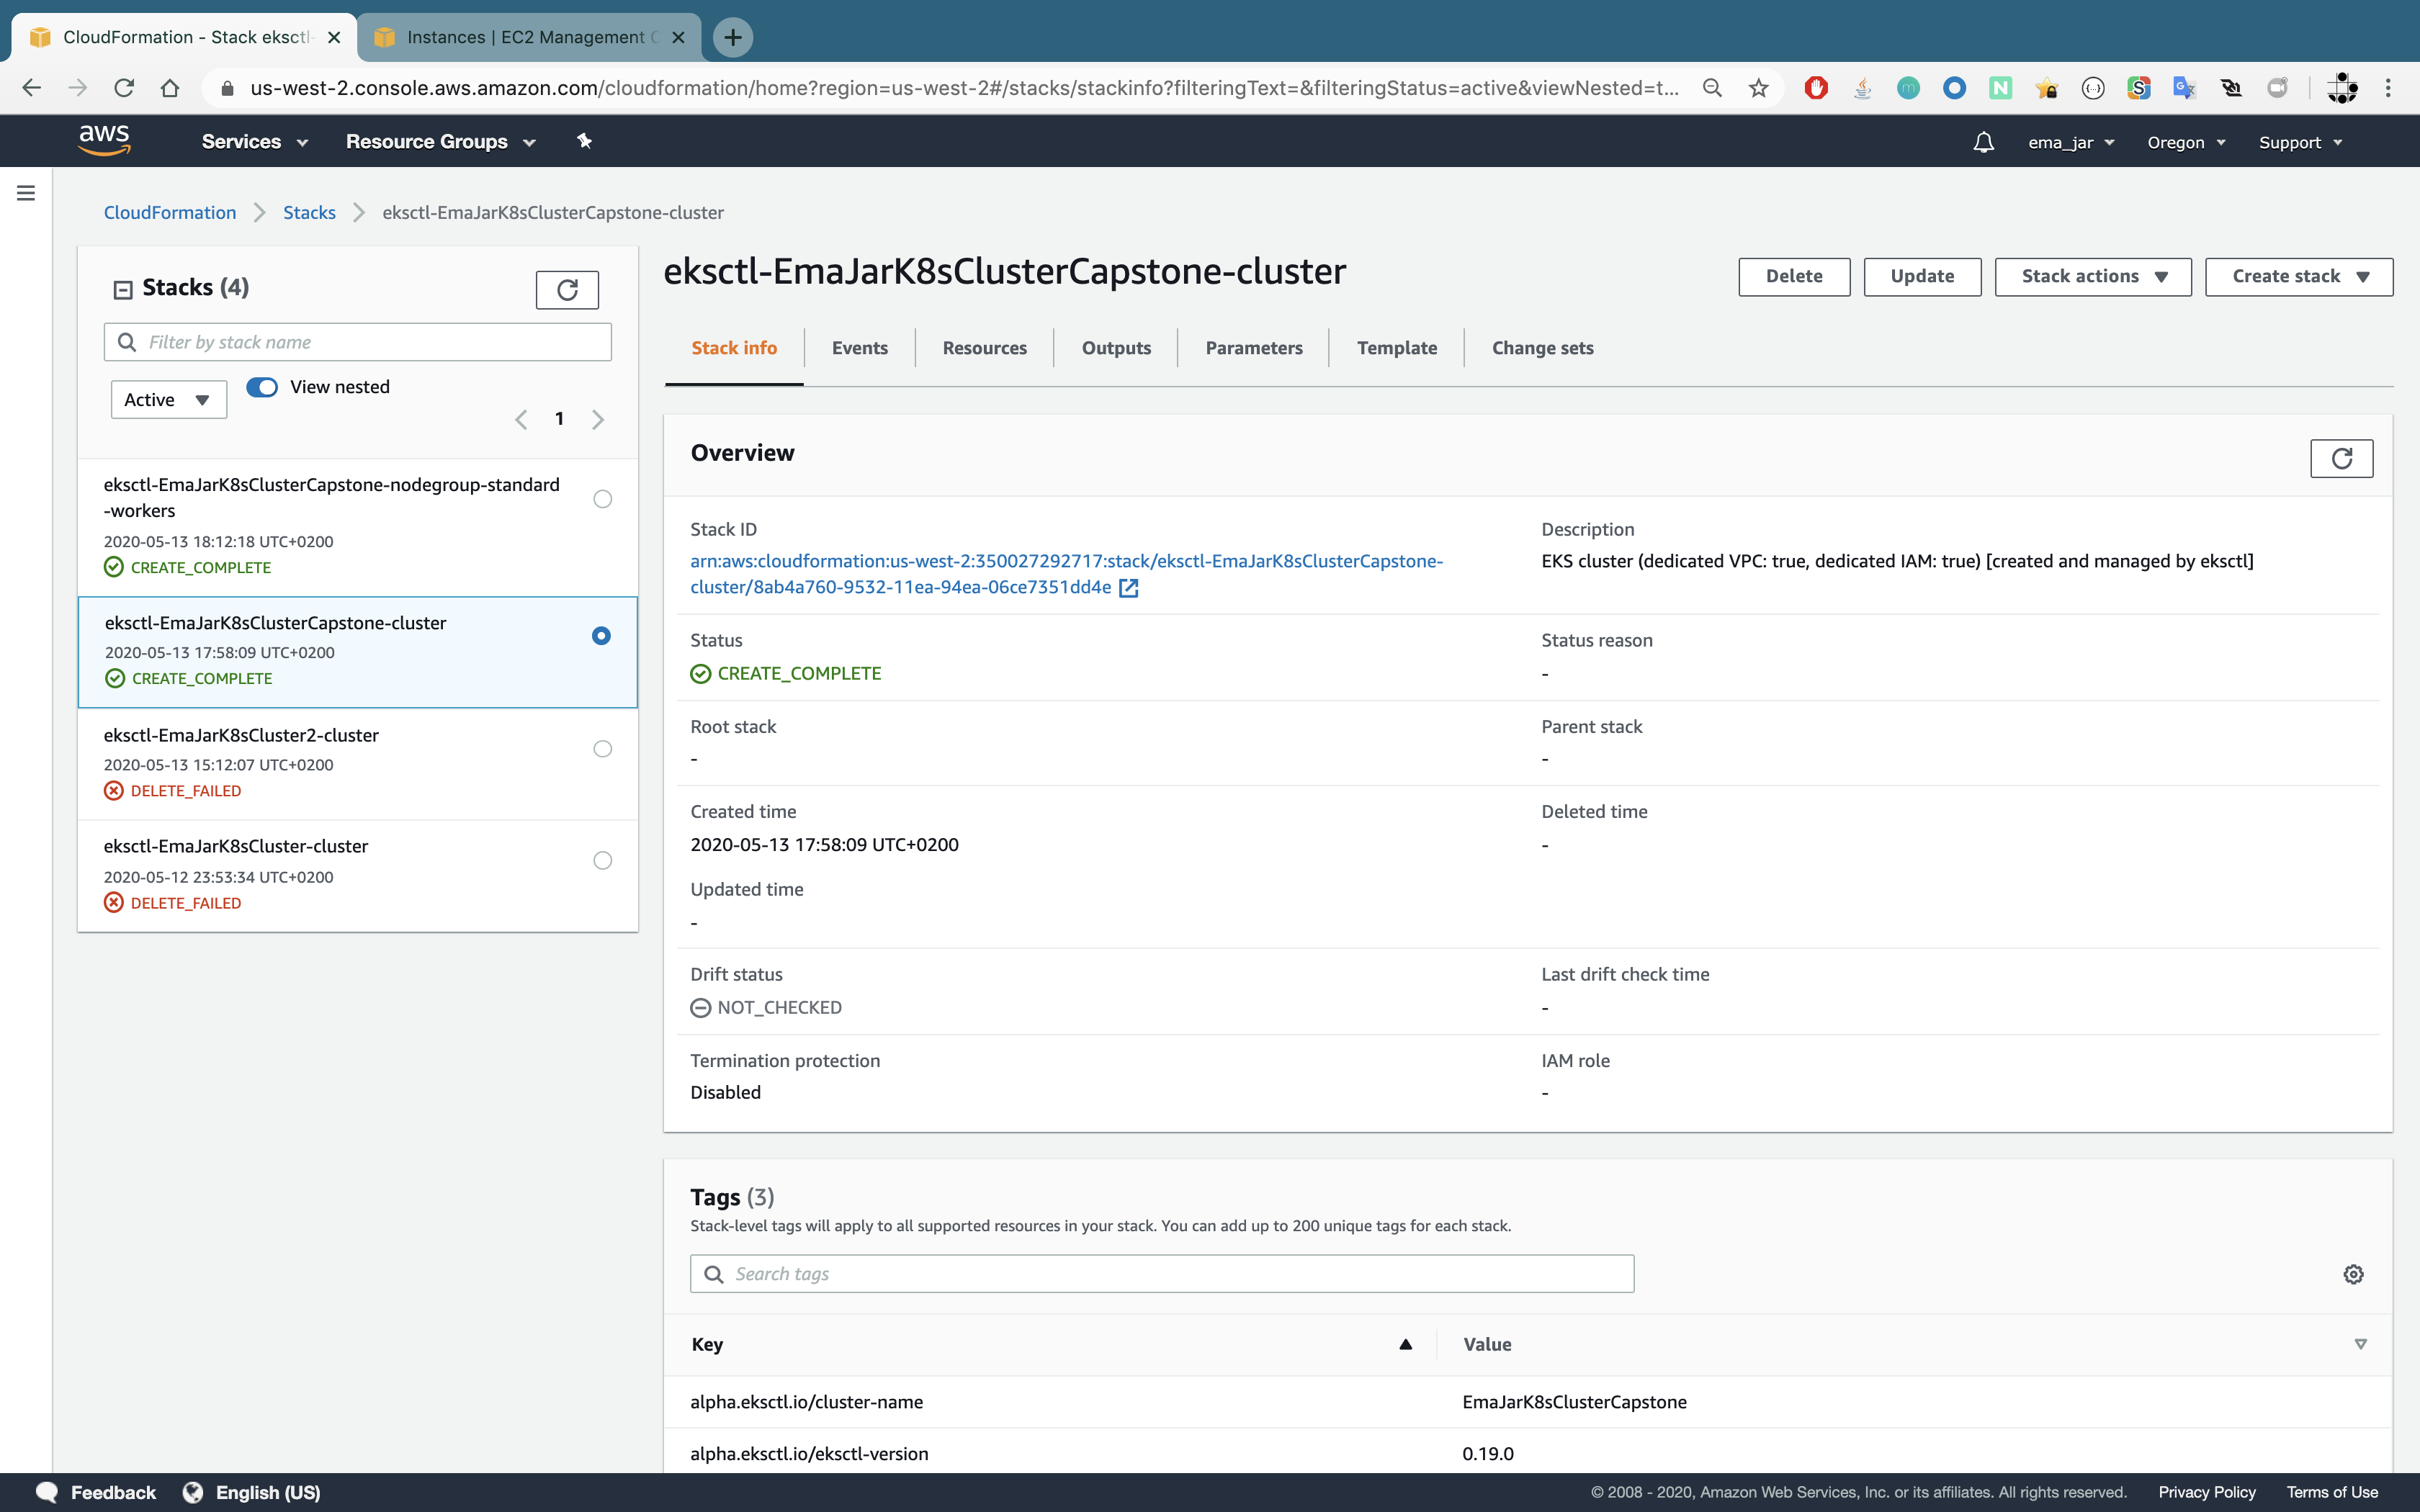 CloudFormation - Stack eksctl-
Instances | EC2 Management C
us-west-2.console.aws.amazon.com/cloudformation/home?region=us-west-2#/stacks/stackinfo?filteringText=&filteringStatus=active&viewNested=t...
aws
Services
Resource Groups
ema_jar
Oregon
Support
CloudFormation
Stacks
eksctl-EmaJarK8sClusterCapstone-cluster
Stacks (4)
Filter by stack name
Active
View nested
1
eksctl-EmaJarK8sClusterCapstone-nodegroup-standard
-workers
2020-05-13 18:12:18 UTC+0200
CREATE_COMPLETE
eksctl-EmaJarK8sClusterCapstone-cluster
2020-05-13 17:58:09 UTC+0200
CREATE_COMPLETE
eksctl-EmaJarK8sCluster2-cluster
2020-05-13 15:12:07 UTC+0200
DELETE_FAILED
eksctl-EmaJarK8sCluster-cluster
2020-05-12 23:53:34 UTC+0200
DELETE_FAILED
eksctl-EmaJarK8sClusterCapstone-cluster
Delete
Update
Stack actions
Create stack
Stack info
Events
Resources
Outputs
Parameters
Template
Change sets
Overview
Stack ID
arn:aws:cloudformation:us-west-2:350027292717:stack/eksctl-EmaJarK8sClusterCapstone-
cluster/8ab4a760-9532-11ea-94ea-06ce7351dd4e
Description
EKS cluster (dedicated VPC: true, dedicated IAM: true) [created and managed by eksctl]
Status
CREATE_COMPLETE
Status reason
-
Root stack
-
Parent stack
-
Created time
2020-05-13 17:58:09 UTC+0200
Deleted time
-
Updated time
-
Drift status
NOT_CHECKED
Last drift check time
-
Termination protection
Disabled
IAM role
-
Tags (3)
Stack-level tags will apply to all supported resources in your stack. You can add up to 200 unique tags for each stack.
Search tags
Key
Value
alpha.eksctl.io/cluster-name
EmaJarK8sClusterCapstone
alpha.eksctl.io/eksctl-version
0.19.0
Feedback
English (US)
© 2008 - 2020, Amazon Web Services, Inc. or its affiliates. All rights reserved.
Privacy Policy
Terms of Use